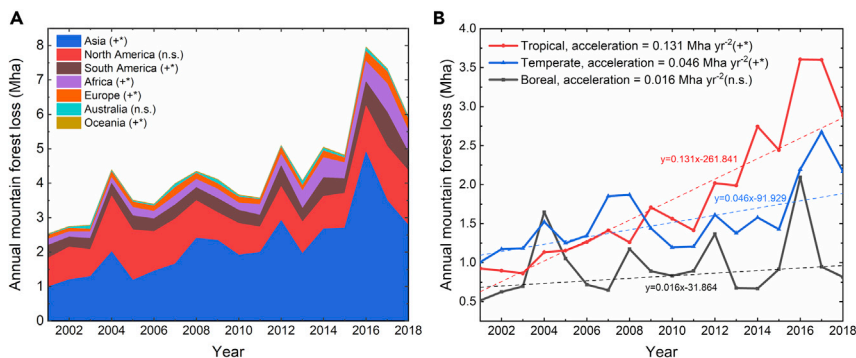 A
Annual mountain forest loss (Mha)
8
7
6
5
4
3
2
1
0
Asia (+*)
North America (n.s.)
South America (+*)
Africa (+*)
Europe (+*)
Australia (n.s.)
Oceania (+*)
2002 2004 2006 2008 2010 2012 2014 2016 2018
Year
B
Annual mountain forest loss (Mha)
4.0
3.5
3.0
2.5
2.0
1.5
1.0
0.5
Tropical, acceleration = 0.131 Mha yr⁻²(+*)
Temperate, acceleration = 0.046 Mha yr⁻²(+*)
Boreal, acceleration = 0.016 Mha yr⁻²(n.s.)
y=0.131x-261.841
y=0.046x-91.929
y=0.016x-31.864
2002 2004 2006 2008 2010 2012 2014 2016 2018
Year